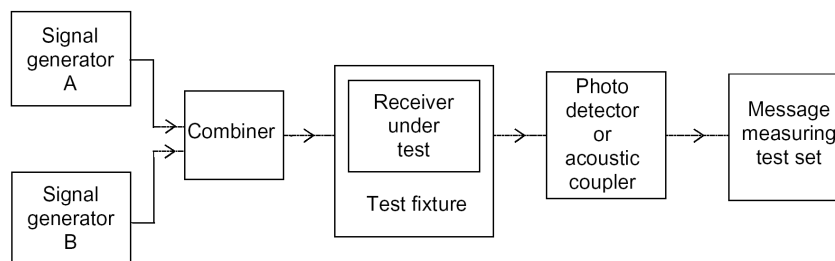 Signal
generator
A
Signal
generator
B
Combiner
Receiver
under
test
Test fixture
Photo
detector
or
acoustic
coupler
Message
measuring
test set